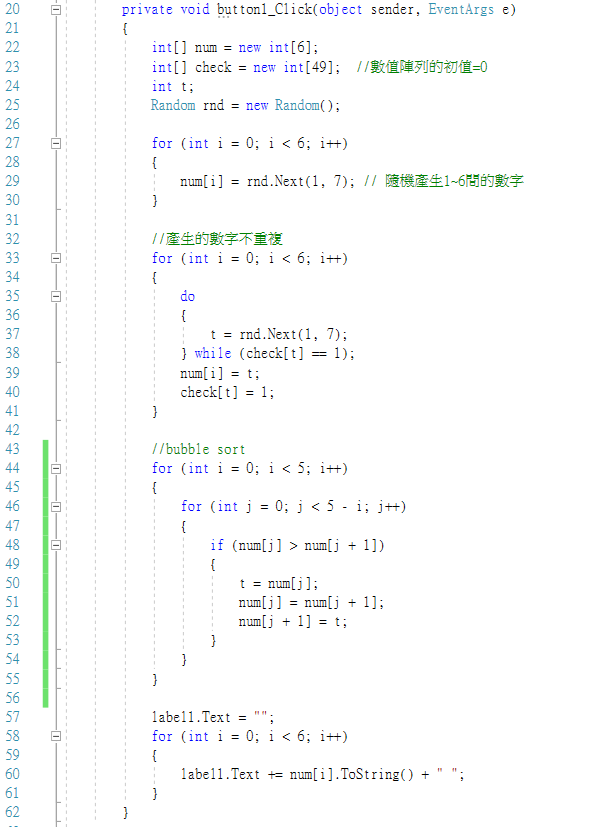 20 private void button1_Click(object sender, EventArgs e)
21 {
22 int[] num = new int[6];
23 int[] check = new int[49]; //數值陣列的初值=0
24 int t;
25 Random rnd = new Random();
26
27 for (int i = 0; i < 6; i++)
28 {
29 num[i] = rnd.Next(1, 7); // 隨機產生1~6間的數字
30 }
31
32 //產生的數字不重複
33 for (int i = 0; i < 6; i++)
34 {
35 do
36 {
37 t = rnd.Next(1, 7);
38 } while (check[t] == 1);
39 num[i] = t;
40 check[t] = 1;
41 }
42
43 //bubble sort
44 for (int i = 0; i < 5; i++)
45 {
46 for (int j = 0; j < 5 - i; j++)
47 {
48 if (num[j] > num[j + 1])
49 {
50 t = num[j];
51 num[j] = num[j + 1];
52 num[j + 1] = t;
53 }
54 }
55 }
56
57 label1.Text = "";
58 for (int i = 0; i < 6; i++)
59 {
60 label1.Text += num[i].ToString() + " ";
61 }
62 }